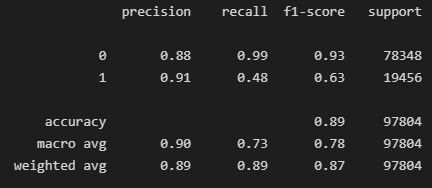 precision recall f1-score support
0 0.88 0.99 0.93 78348
1 0.91 0.48 0.63 19456
accuracy 0.89 97804
macro avg 0.90 0.73 0.78 97804
weighted avg 0.89 0.89 0.87 97804